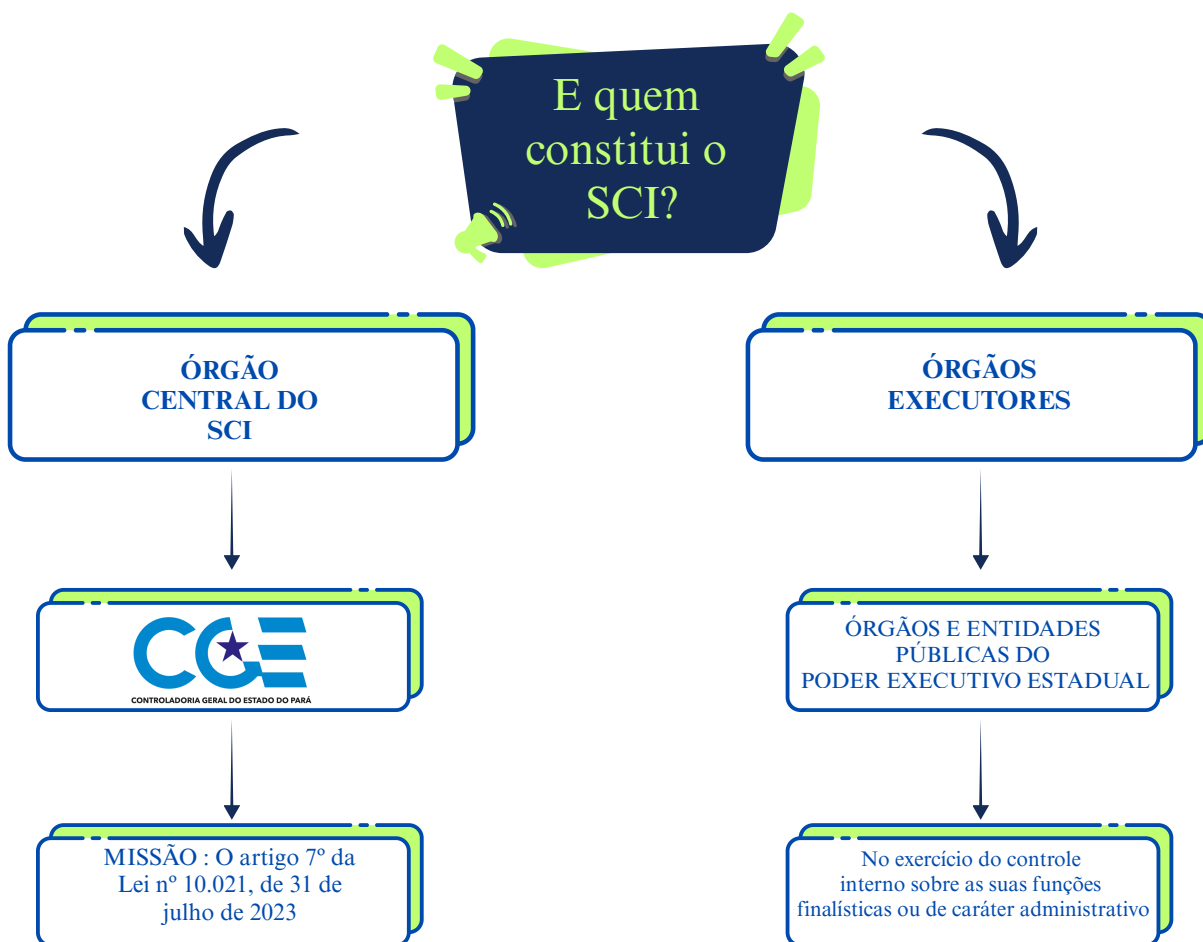 E quem
constitui o
SCI?
ÓRGÃO
CENTRAL DO
SCI
CGE
CONTROLADORIA GERAL DO ESTADO DO PARÁ
MISSÃO : O artigo 7º da
Lei nº 10.021, de 31 de
julho de 2023
ÓRGÃOS
EXECUTORES
ÓRGÃOS E ENTIDADES
PÚBLICAS DO
PODER EXECUTIVO ESTADUAL
No exercício do controle
interno sobre as suas funções
finalísticas ou de caráter administrativo